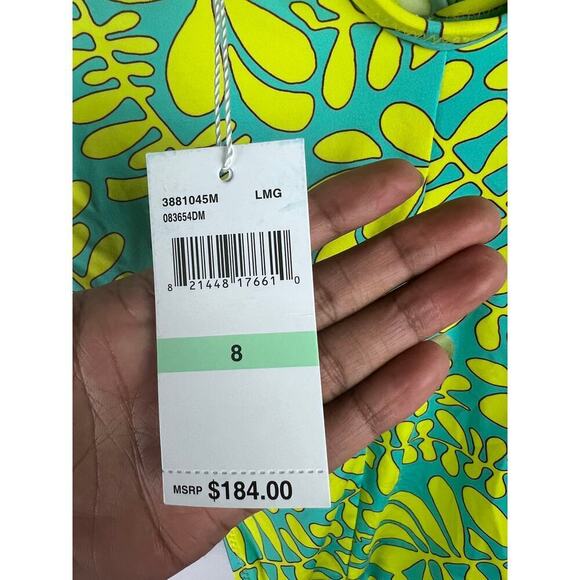 3881045M LMG
083654DM
8 21448 17661 0
8
MSRP $184.00